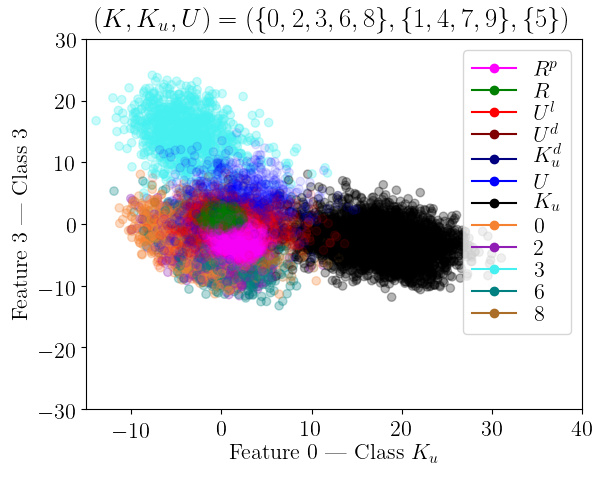 (K, K_u, U) = ({0, 2, 3, 6, 8}, {1, 4, 7, 9}, {5})
30
20
10
0
−10
−20
−30
Feature 3 — Class 3
R^p
R
U^l
U^d
K_u^d
U
K_u
0
2
3
6
8
−10 0 10 20 30 40
Feature 0 — Class K_u